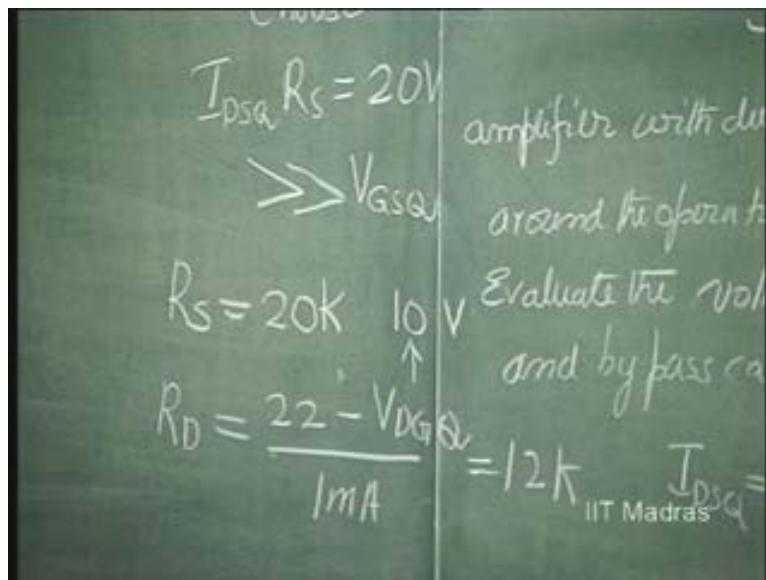 Choose
I_DSQ R_S = 20V
>> V_GSQ
R_S = 20K 10 V
↑
R_D = 22 - V_DGQ / 1mA = 12K
amplifier with
around the
Evaluate the
and by pass
I_DSQ =
IIT Madras